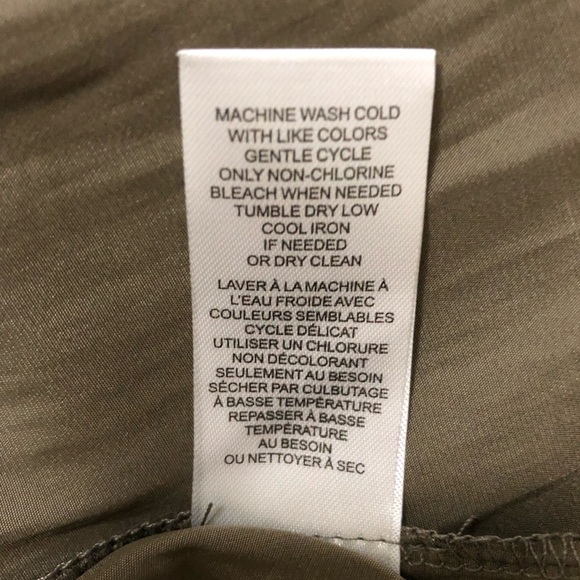 MACHINE WASH COLD
WITH LIKE COLORS
GENTLE CYCLE
ONLY NON-CHLORINE
BLEACH WHEN NEEDED
TUMBLE DRY LOW
COOL IRON
IF NEEDED
OR DRY CLEAN
LAVER À LA MACHINE À
L'EAU FROIDE AVEC
COULEURS SEMBLABLES
CYCLE DÉLICAT
UTILISER UN CHLORURE
NON DÉCOLORANT
SEULEMENT AU BESOIN
SÉCHER PAR CULBUTAGE
À BASSE TEMPÉRATURE
REPASSER À BASSE
TEMPÉRATURE
AU BESOIN
OU NETTOYER À SEC